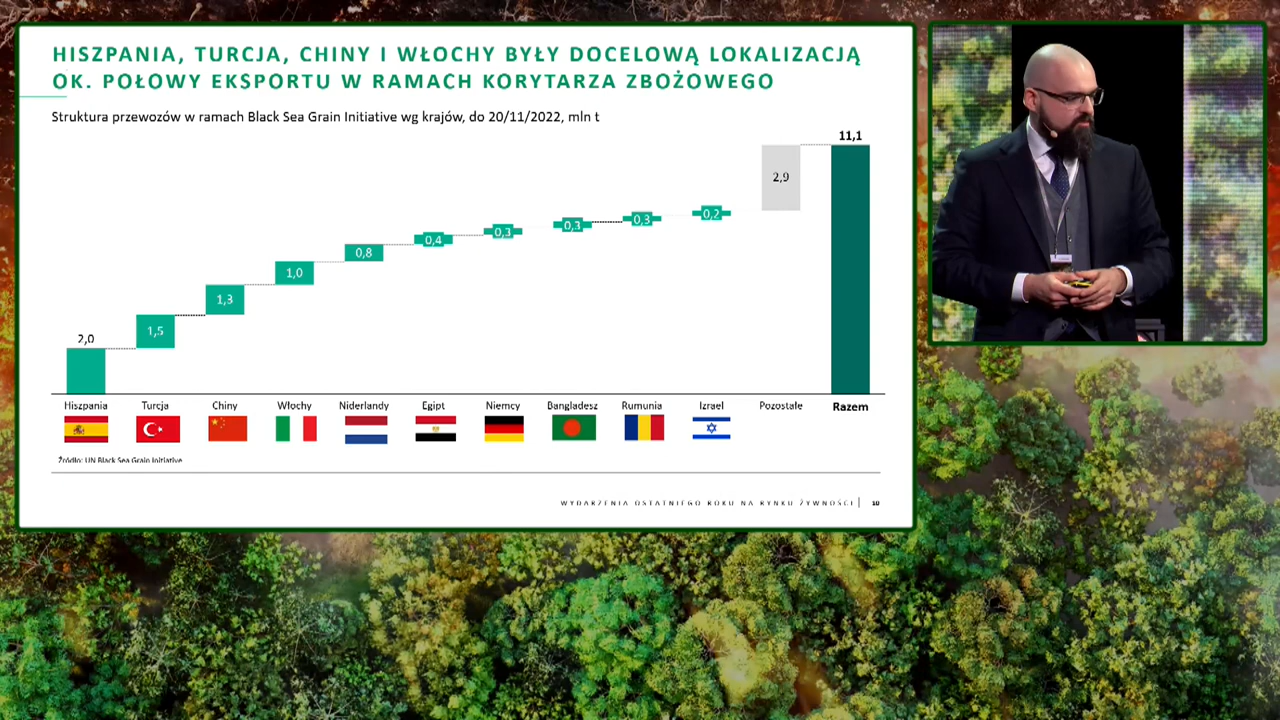 HISZPANIA, TURCJA, CHINY I WŁOCHY BYŁY DOCELOWĄ LOKALIZACJĄ
OK. POŁOWY EKSPORTU W RAMACH KORYTARZA ZBOŻOWEGO
Struktura przewozów w ramach Black Sea Grain Initiative wg krajów, do 20/11/2022, mln t
2,0
1,5
1,3
1,0
0,8
0,4
0,3
0,3
0,3
0,2
2,9
11,1
Hiszpania Turcja Chiny Włochy Niderlandy Egipt Niemcy Bangladesz Rumunia Izrael Pozostałe Razem
Źródło: UN Black Sea Grain Initiative
WYDARZENIA OSTATNIEGO ROKU NA RYNKU ŻYWNOŚCI | 10